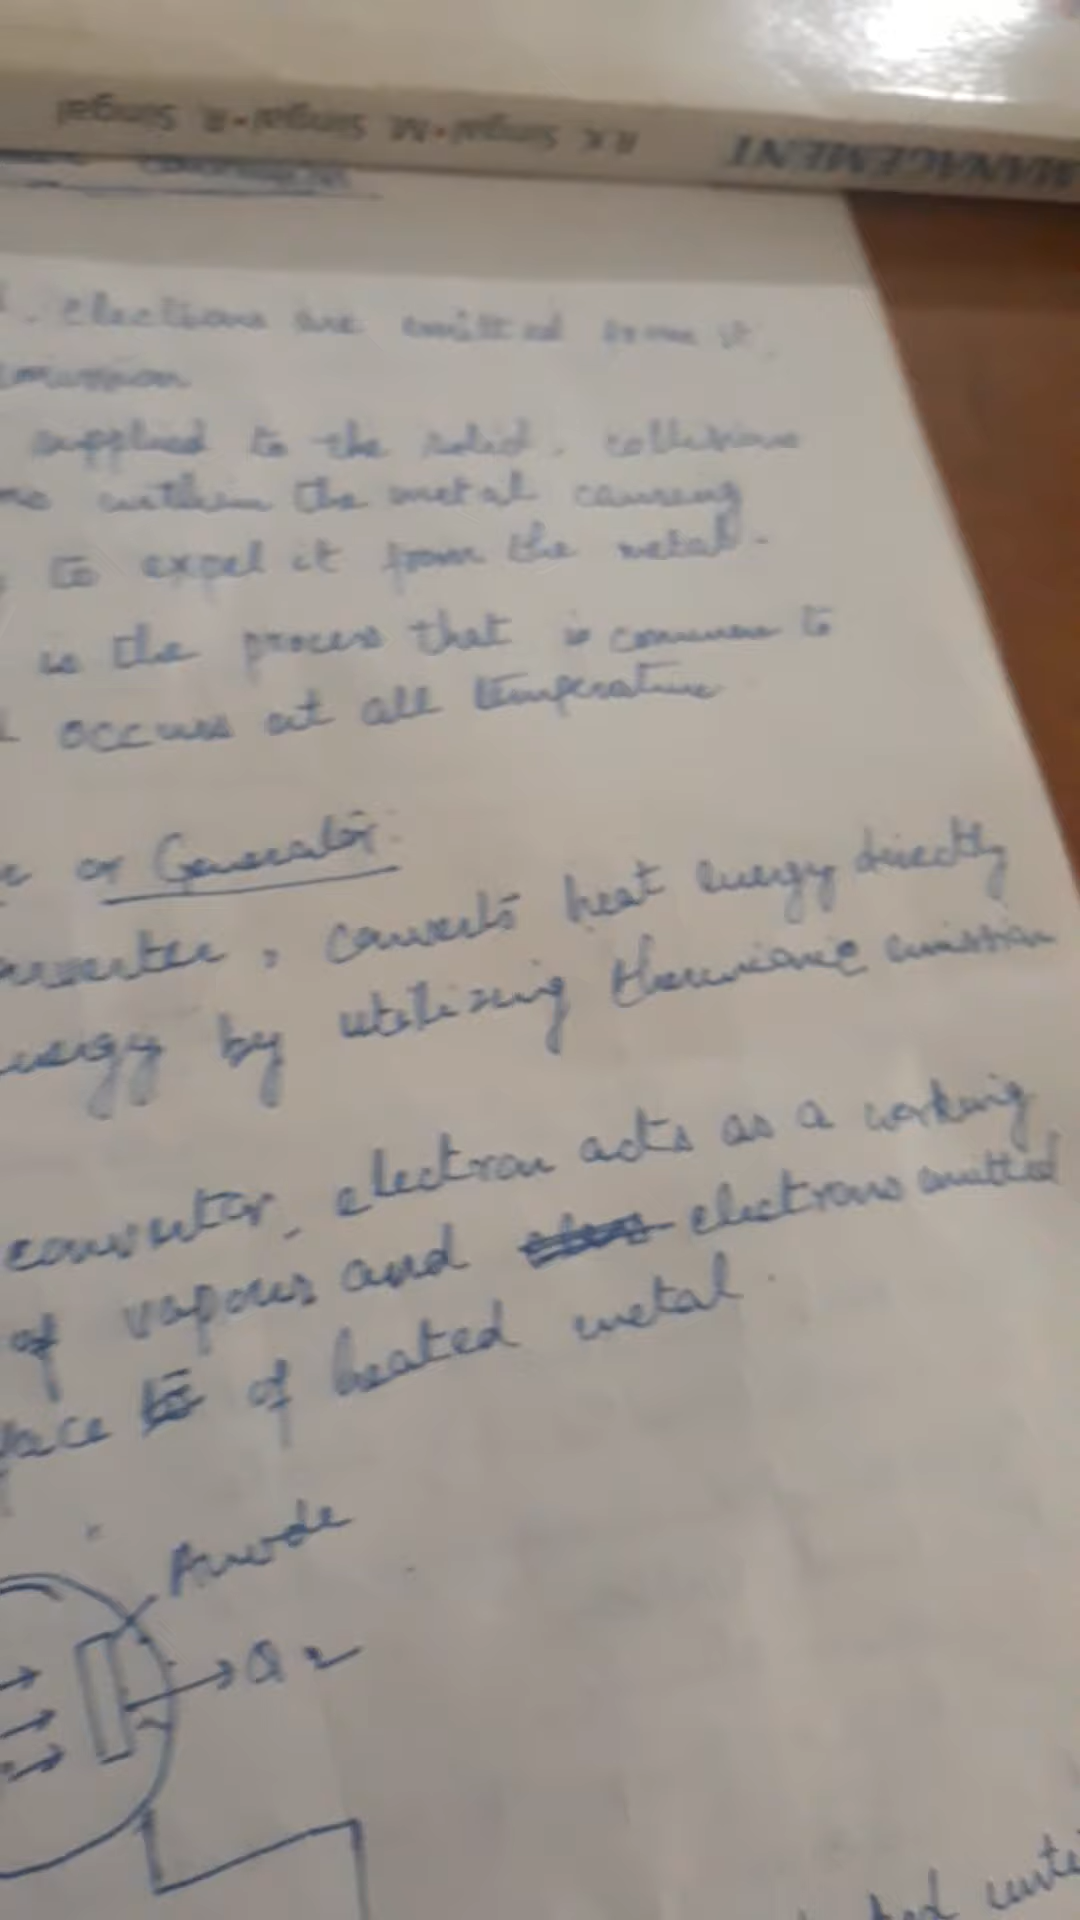 MANAGEMENT R.K. Singal • M. Singal • R. Singal
. electrons are emitted from it.
emission
supplied to the solid. collisions
within the metal causing
to expel it from the metal.
is the process that is common to
occurs at all temperature
or Generator:
, converts heat energy directly
by utilizing thermionic emission
convertor, electron acts as a working
of vapours and electrons emitted
of heated metal.
Anode
Q2